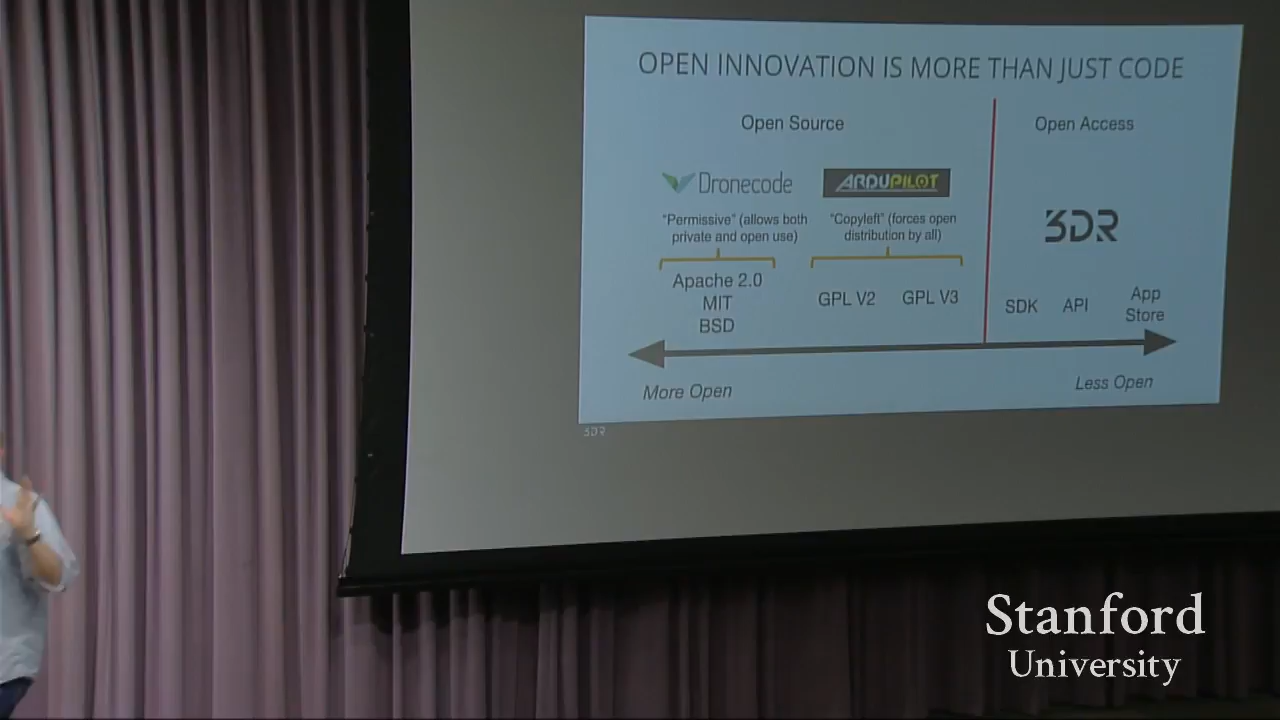 OPEN INNOVATION IS MORE THAN JUST CODE
Open Source
Open Access
Dronecode
ARDUPILOT
"Permissive" (allows both
private and open use)
"Copyleft" (forces open
distribution by all)
3DR
Apache 2.0
MIT
BSD
GPL V2
GPL V3
SDK
API
App
Store
More Open
Less Open
3DR
Stanford
University